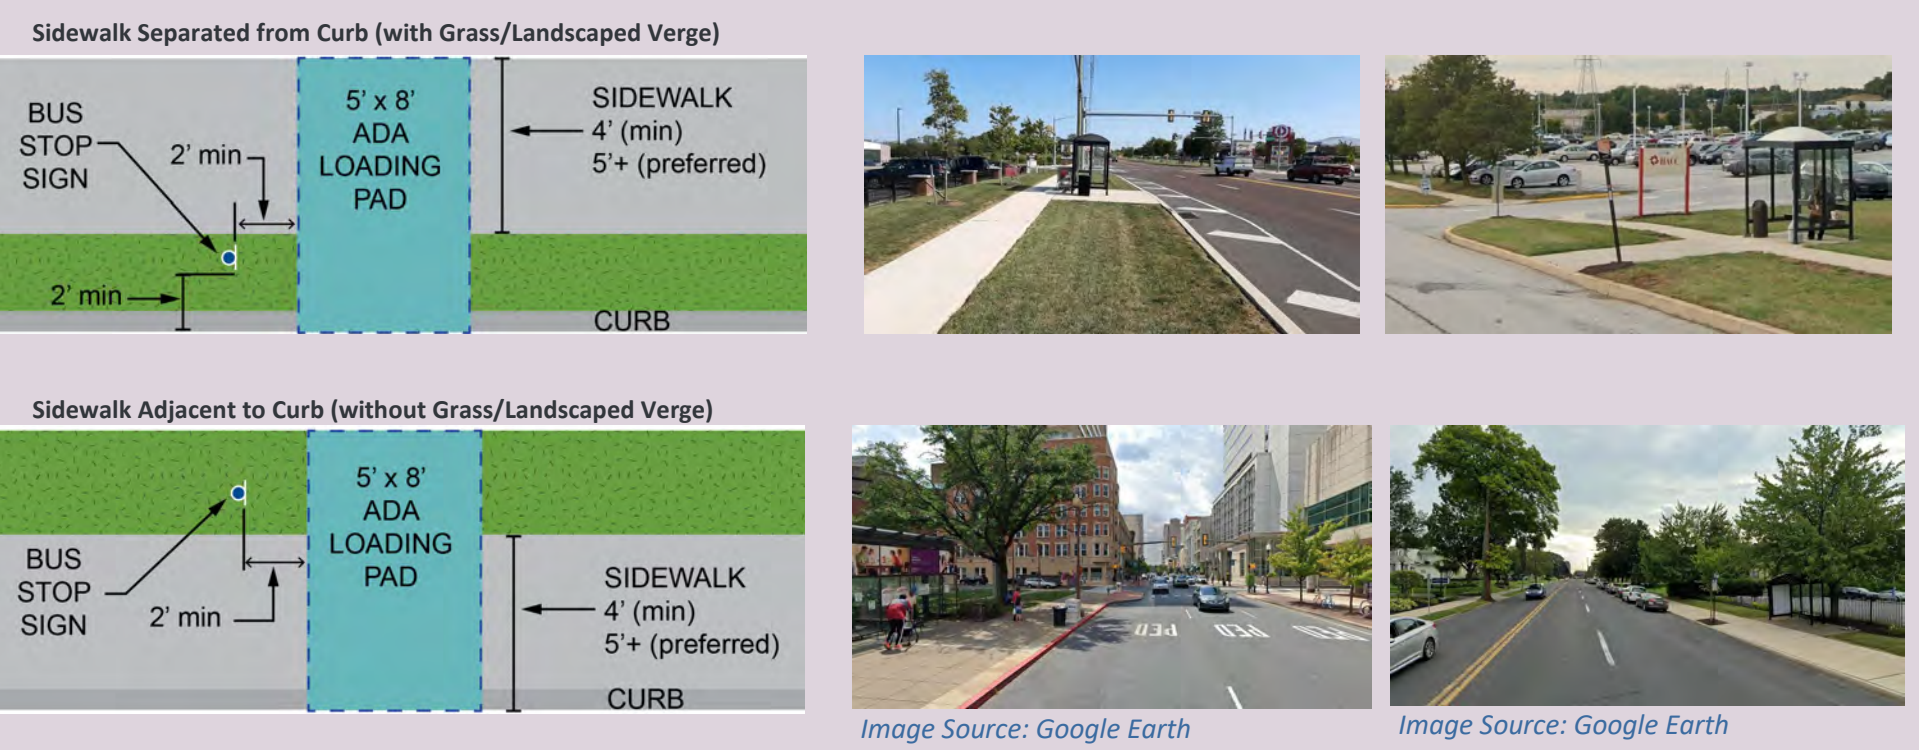 Sidewalk Separated from Curb (with Grass/Landscaped Verge)
BUS
STOP
SIGN
2' min
2' min
5' x 8'
ADA
LOADING
PAD
SIDEWALK
4' (min)
5'+ (preferred)
CURB
HACC
Sidewalk Adjacent to Curb (without Grass/Landscaped Verge)
BUS
STOP
SIGN
2' min
5' x 8'
ADA
LOADING
PAD
SIDEWALK
4' (min)
5'+ (preferred)
CURB
PED PED PED
Image Source: Google Earth
Image Source: Google Earth